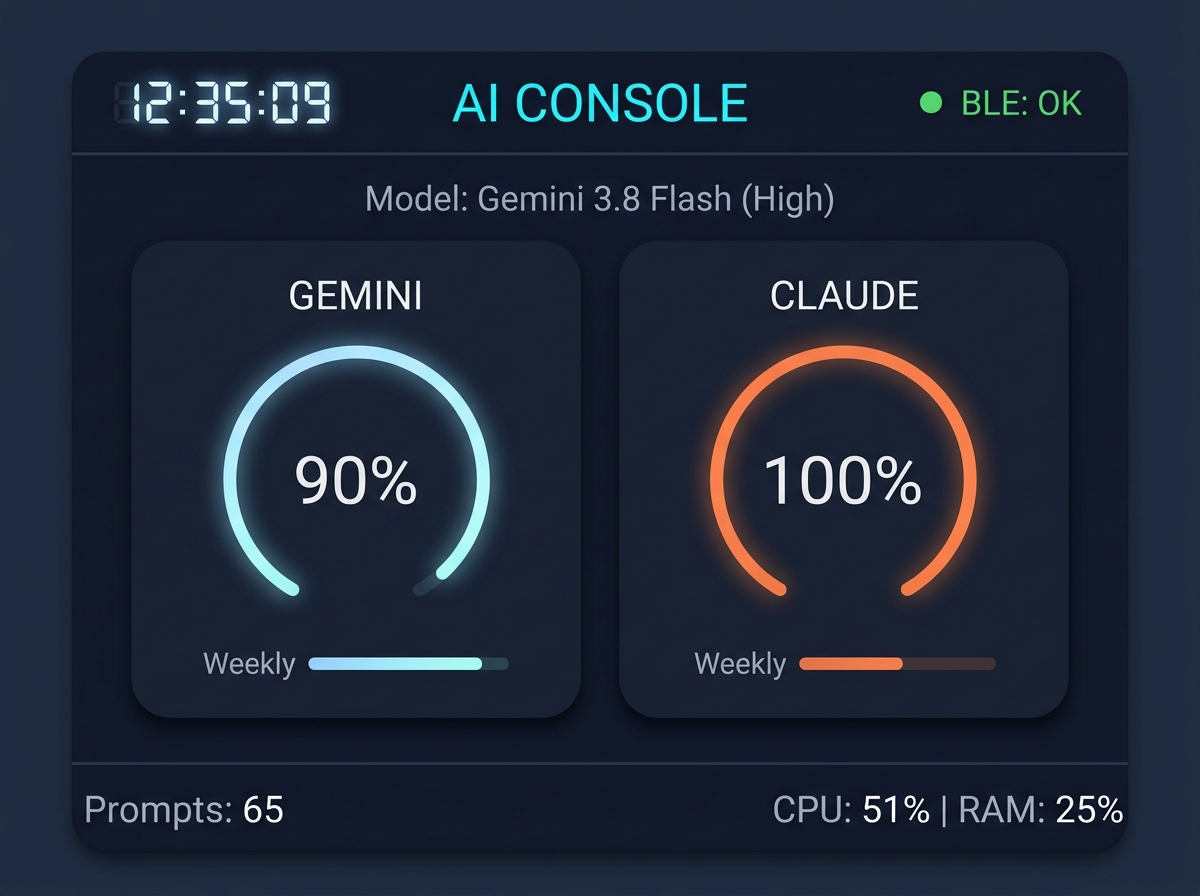 12:35:09 AI CONSOLE BLE: OK
Model: Gemini 3.8 Flash (High)
GEMINI
90%
Weekly
CLAUDE
100%
Weekly
Prompts: 65 CPU: 51% | RAM: 25%